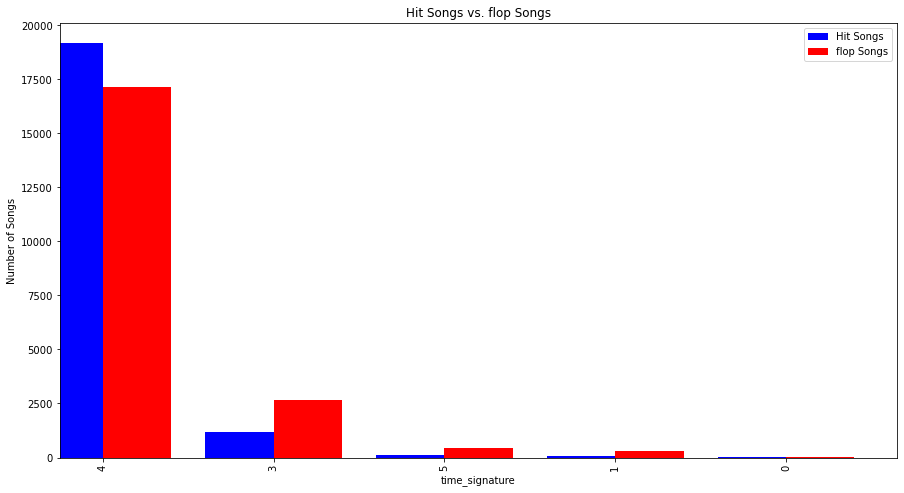 Hit Songs vs. flop Songs
Hit Songs
flop Songs
Number of Songs
20000
17500
15000
12500
10000
7500
5000
2500
0
4
3
5
1
0
time_signature